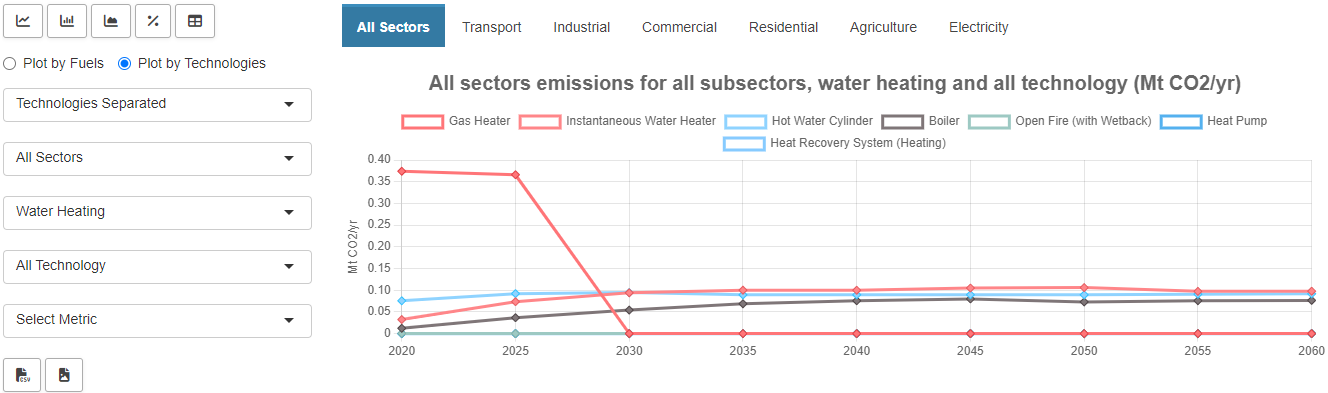 Plot by Fuels Plot by Technologies
Technologies Separated
All Sectors
Water Heating
All Technology
Select Metric
CSV
All Sectors Transport Industrial Commercial Residential Agriculture Electricity
All sectors emissions for all subsectors, water heating and all technology (Mt CO2/yr)
Gas Heater Instantaneous Water Heater Hot Water Cylinder Boiler Open Fire (with Wetback) Heat Pump
Heat Recovery System (Heating)
Mt CO2/yr
0.40
0.35
0.30
0.25
0.20
0.15
0.10
0.05
0
2020 2025 2030 2035 2040 2045 2050 2055 2060